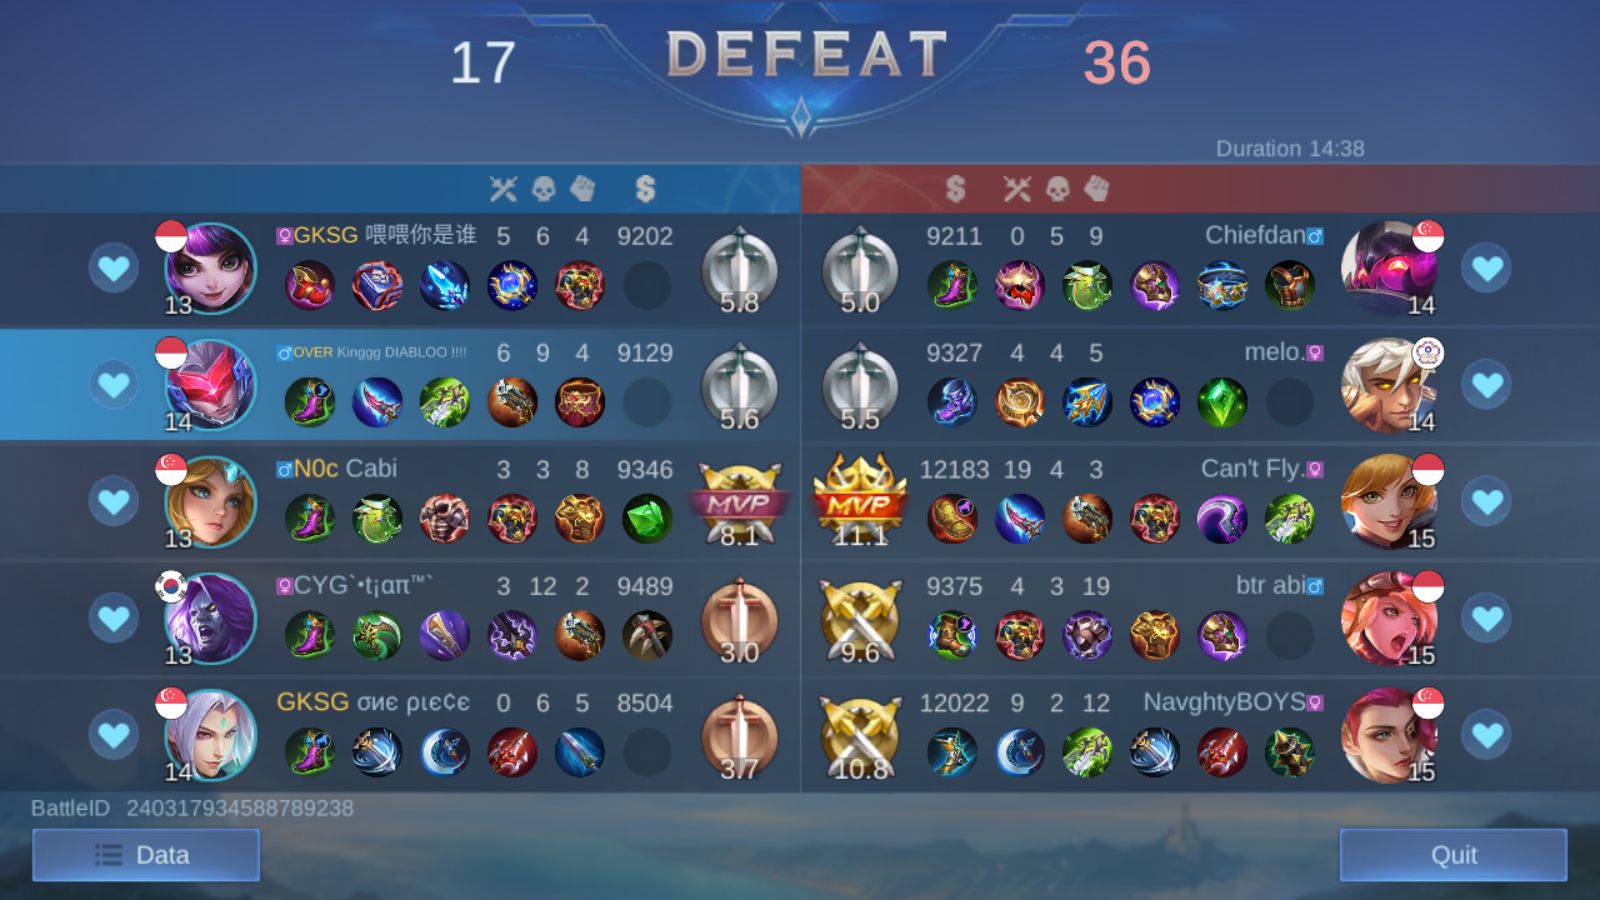 17 DEFEAT 36
Duration 14:38
GKSG 喂喂你是谁 5 6 4 9202
13 5.8
9211 0 5 9 Chiefdan
5.0 14
OVER Kinggg DIABLOO !!!! 6 9 4 9129
14 5.6
9327 4 4 5 melo.
5.5 14
N0c Cabi 3 3 8 9346
MVP
13 8.1
12183 19 4 3 Can't Fly.
MVP
11.1 15
CYG`•t¡απ™` 3 12 2 9489
13 3.0
9375 4 3 19 btr abi
9.6 15
GKSG σиє ριє¢є 0 6 5 8504
14 3.7
12022 9 2 12 NavghtyBOYS
10.8 15
BattleID 240317934588789238
Data
Quit